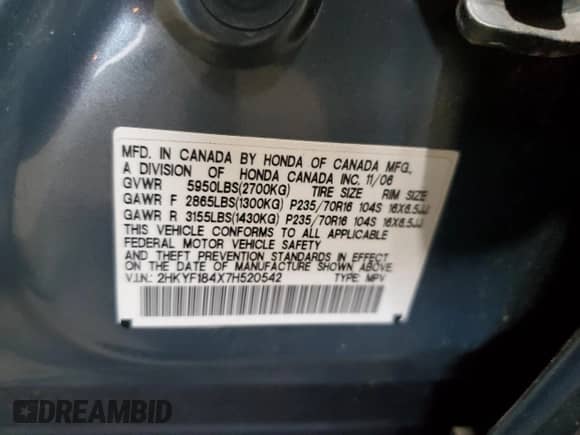 MFD. IN CANADA BY HONDA OF CANADA MFG.,
A DIVISION OF HONDA CANADA INC. 11/06
GVWR 5950LBS(2700KG) TIRE SIZE RIM SIZE
GAWR F 2865LBS(1300KG) P235/70R16 104S 16X6.5JJ
GAWR R 3155LBS(1430KG) P235/70R16 104S 16X6.5JJ
THIS VEHICLE CONFORMS TO ALL APPLICABLE
FEDERAL MOTOR VEHICLE SAFETY
AND THEFT PREVENTION STANDARDS IN EFFECT
ON THE DATE OF MANUFACTURE SHOWN ABOVE.
V.I.N.: 2HKYF184X7H520542 TYPE: MPV
DREAMBID